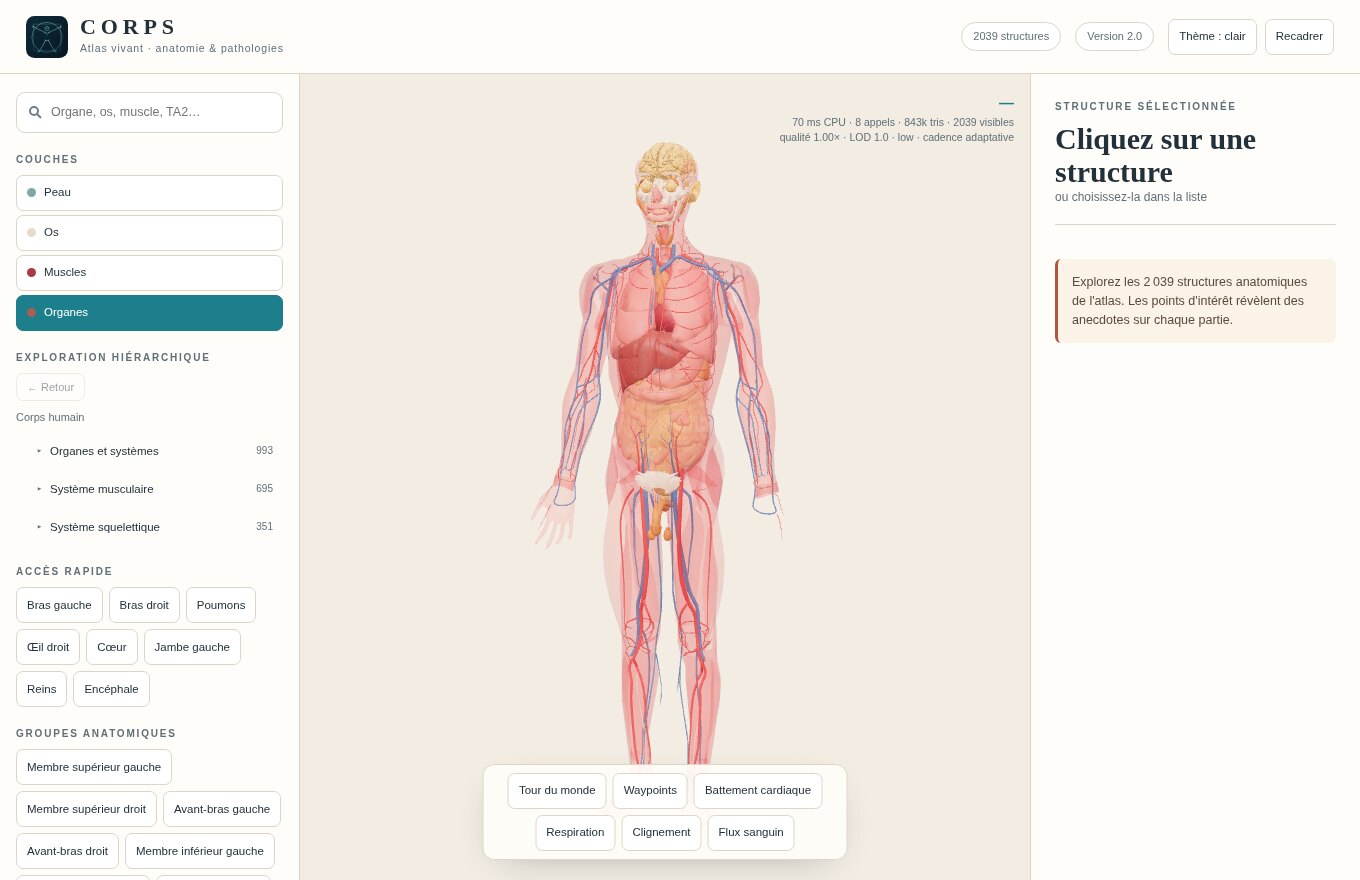 CORPS
Atlas vivant · anatomie & pathologies
2039 structures
Version 2.0
Thème : clair
Recadrer
Organe, os, muscle, TA2…
COUCHES
Peau
Os
Muscles
Organes
EXPLORATION HIÉRARCHIQUE
← Retour
Corps humain
▸ Organes et systèmes 993
▸ Système musculaire 695
▸ Système squelettique 351
ACCÈS RAPIDE
Bras gauche Bras droit Poumons
Œil droit Cœur Jambe gauche
Reins Encéphale
GROUPES ANATOMIQUES
Membre supérieur gauche
Membre supérieur droit Avant-bras gauche
Avant-bras droit Membre inférieur gauche
—
70 ms CPU · 8 appels · 843k tris · 2039 visibles
qualité 1.00× · LOD 1.0 · low · cadence adaptative
Tour du monde Waypoints Battement cardiaque
Respiration Clignement Flux sanguin
STRUCTURE SÉLECTIONNÉE
Cliquez sur une
structure
ou choisissez-la dans la liste
Explorez les 2 039 structures anatomiques
de l'atlas. Les points d'intérêt révèlent des
anecdotes sur chaque partie.